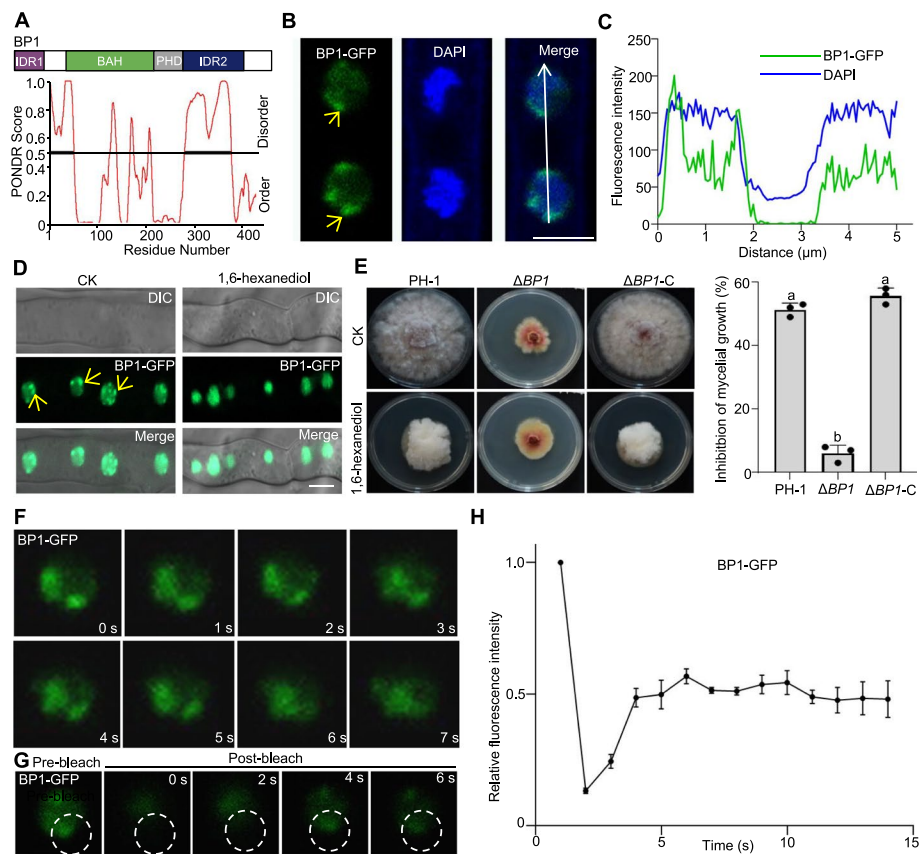 A
BP1
IDR1 BAH PHD IDR2
PONDR Score
1.0
0.8
0.6
0.5
0.4
0.2
0
Disorder
Order
1 100 200 300 400
Residue Number
B
BP1-GFP DAPI Merge
C
BP1-GFP
DAPI
Fluorescence intensity
250
200
150
100
50
0
0 1 2 3 4 5
Distance (µm)
D
CK 1,6-hexanediol
DIC DIC
BP1-GFP BP1-GFP
Merge Merge
E
PH-1 ΔBP1 ΔBP1-C
CK
1,6-hexanediol
Inhibibion of mycelial growth (%)
60
40
20
0
a b a
PH-1 ΔBP1 ΔBP1-C
F
BP1-GFP
0 s 1 s 2 s 3 s
4 s 5 s 6 s 7 s
G
Pre-bleach Post-bleach
BP1-GFP 0 s 2 s 4 s 6 s
Pre-bleach
H
BP1-GFP
Relative fluorescence intensity
1.0
0.5
0.0
0 5 10 15
Time (s)